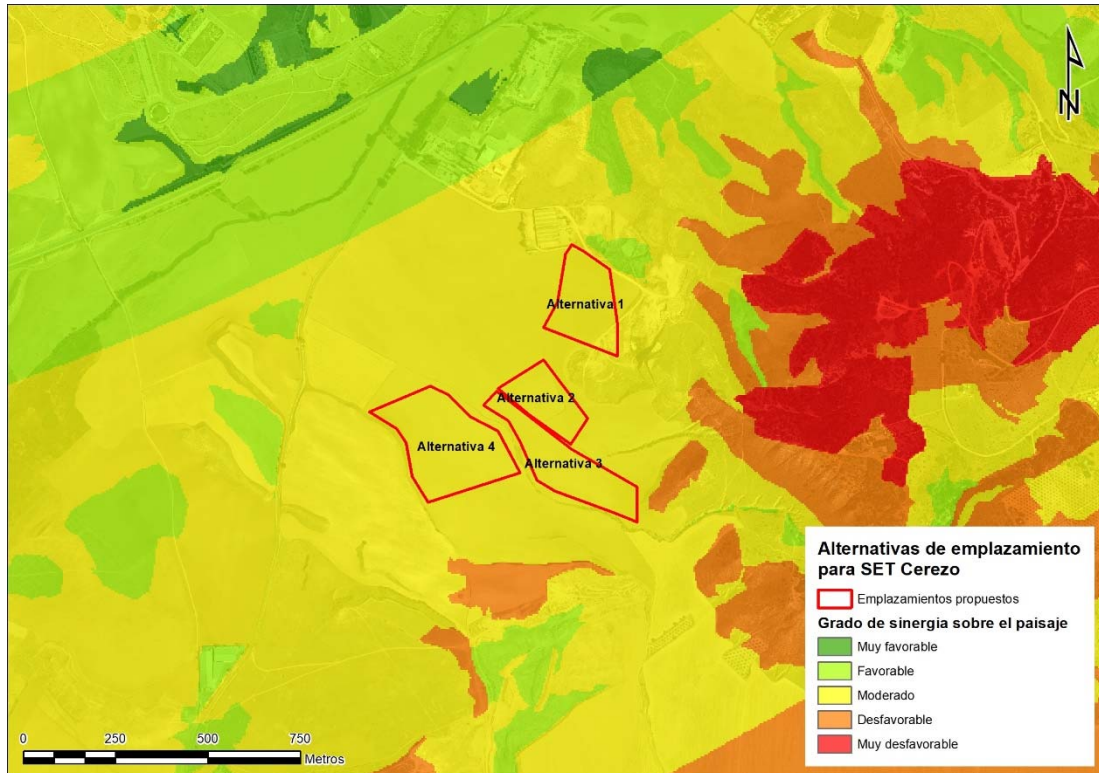 N
Alternativa 1
Alternativa 2
Alternativa 4
Alternativa 3
Alternativas de emplazamiento
para SET Cerezo
Emplazamientos propuestos
Grado de sinergia sobre el paisaje
Muy favorable
Favorable
Moderado
Desfavorable
Muy desfavorable
0 250 500 750
Metros